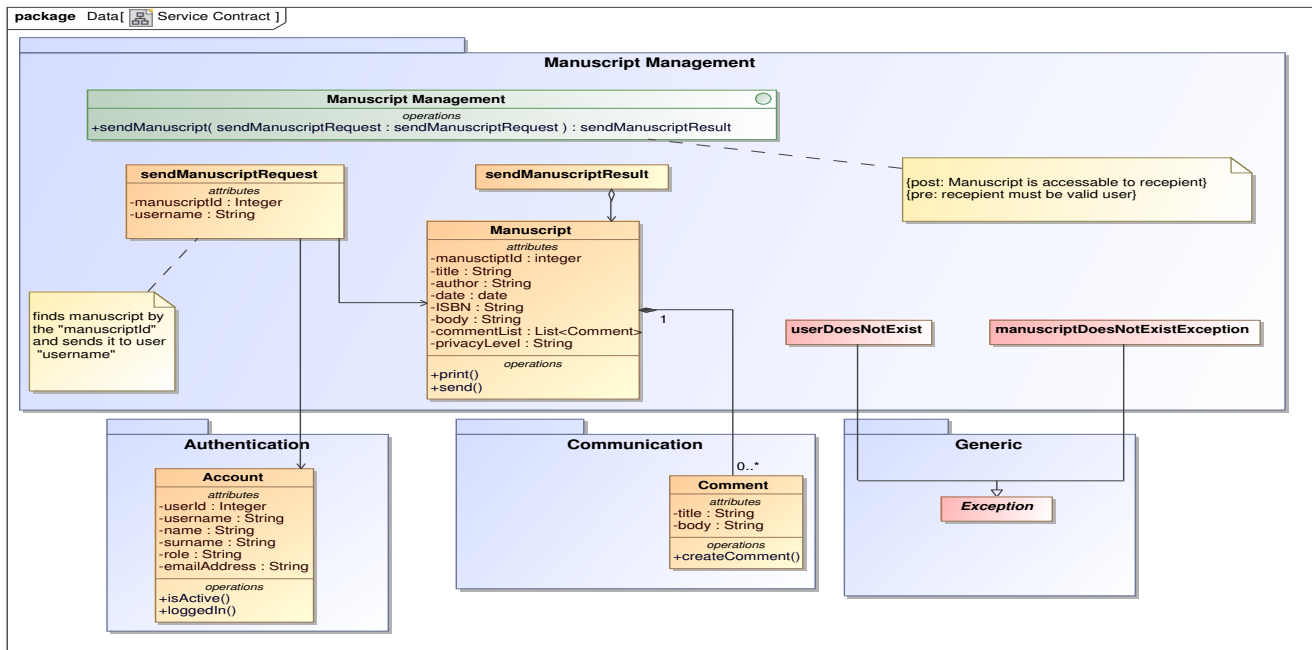 package Data[ Service Contract ]
Manuscript Management
Manuscript Management
operations
+sendManuscript( sendManuscriptRequest : sendManuscriptRequest ) : sendManuscriptResult
{post: Manuscript is accessable to recepient}
{pre: recepient must be valid user}
sendManuscriptRequest
attributes
-manuscriptId : Integer
-username : String
sendManuscriptResult
Manuscript
attributes
-manusctiptId : integer
-title : String
-author : String
-date : date
-ISBN : String
-body : String
-commentList : List<Comment>
-privacyLevel : String
operations
+print()
+send()
1
finds manuscript by
the "manuscriptId"
and sends it to user
"username"
userDoesNotExist
manuscriptDoesNotExistException
Authentication
Account
attributes
-userId : Integer
-username : String
-name : String
-surname : String
-role : String
-emailAddress : String
operations
+isActive()
+loggedIn()
Communication
0..*
Comment
attributes
-title : String
-body : String
operations
+createComment()
Generic
Exception